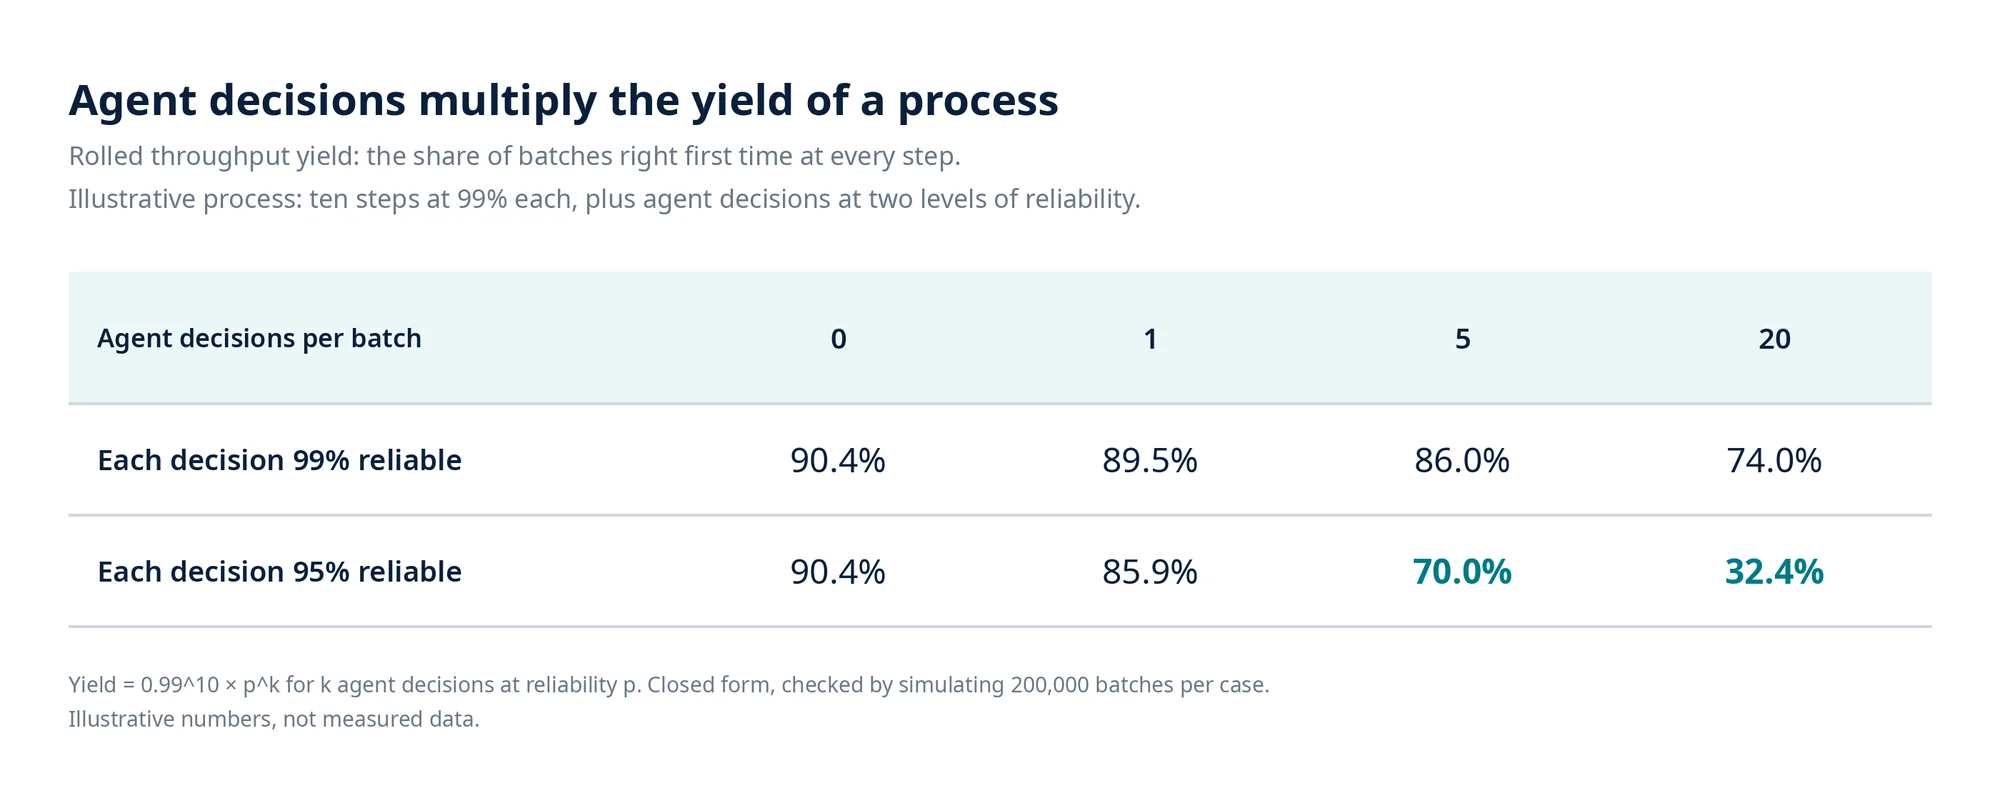 Agent decisions multiply the yield of a process
Rolled throughput yield: the share of batches right first time at every step.
Illustrative process: ten steps at 99% each, plus agent decisions at two levels of reliability.
Agent decisions per batch 0 1 5 20
Each decision 99% reliable 90.4% 89.5% 86.0% 74.0%
Each decision 95% reliable 90.4% 85.9% 70.0% 32.4%
Yield = 0.99^10 × p^k for k agent decisions at reliability p. Closed form, checked by simulating 200,000 batches per case.
Illustrative numbers, not measured data.